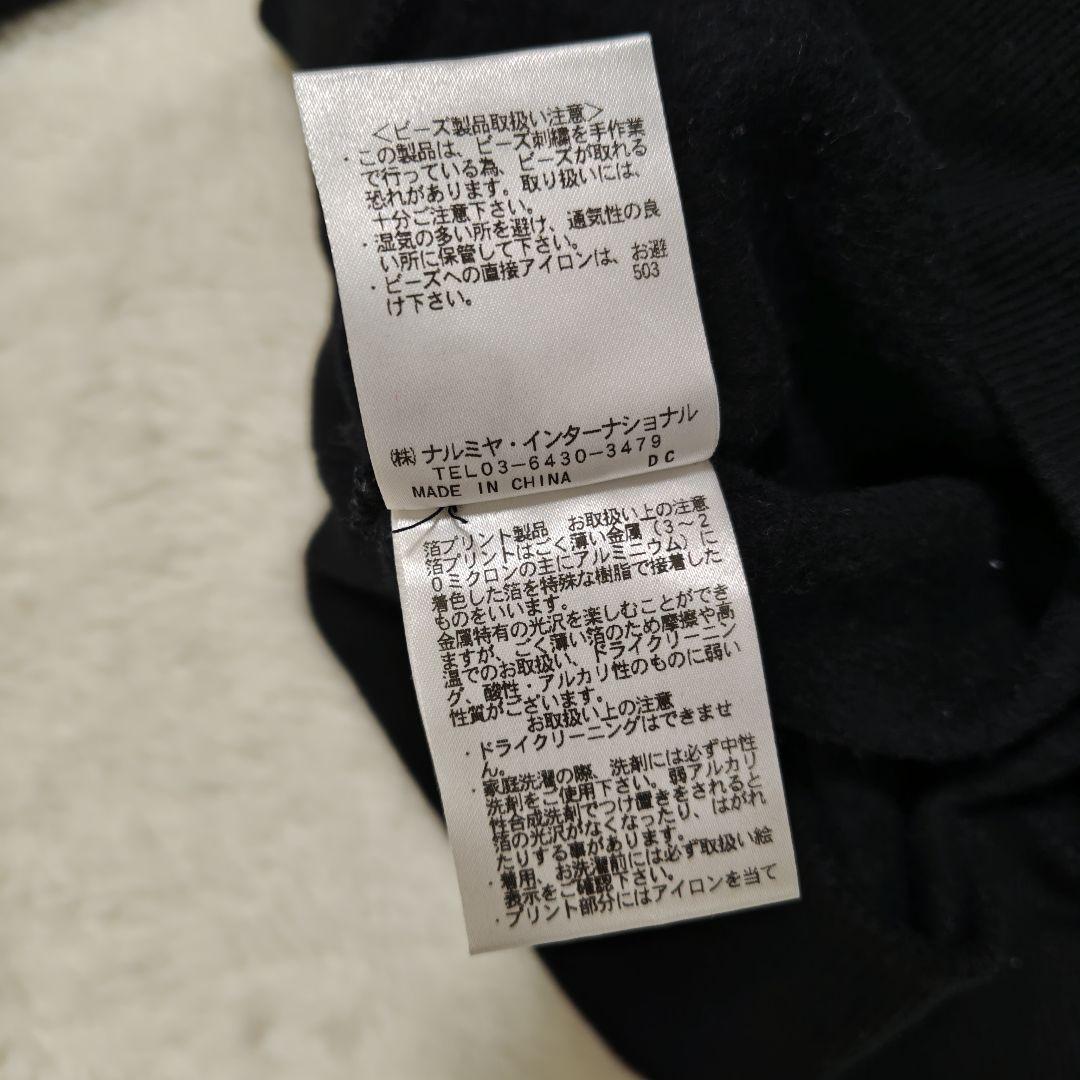 <ビーズ製品取扱い注意>
・この製品は、ビーズ刺繍を手作業
で行っている為、ビーズが取れる
恐れがあります。取り扱いには、
十分ご注意下さい。
・湿気の多い所を避け、通気性の良
い所に保管して下さい。
・ビーズへの直接アイロンは、お避
け下さい。
503
㈱ ナルミヤ・インターナショナル
TEL03-6430-3479
MADE IN CHINA DC
箔プリント製品 お取扱い上の注意
箔プリントはごく薄い金属(3~2
0ミクロンの主にアルミニウム)に
着色した箔を特殊な樹脂で接着した
ものをいいます。
金属特有の光沢を楽しむことができ
ますが、ごく薄い箔のため摩擦や高
温でのお取扱い、ドライクリーニン
グ、酸性・アルカリ性のものに弱い
性質がございます。
お取扱い上の注意
・ドライクリーニングはできませ
ん。
・家庭洗濯の際、洗剤には必ず中性
洗剤をご使用下さい。弱アルカリ
性合成洗剤でつけ置きをされると
箔の光沢がなくなったり、はがれ
たりする事があります。
・着用、お洗濯前には必ず取扱い絵
表示をご確認下さい。
・プリント部分にはアイロンを当て